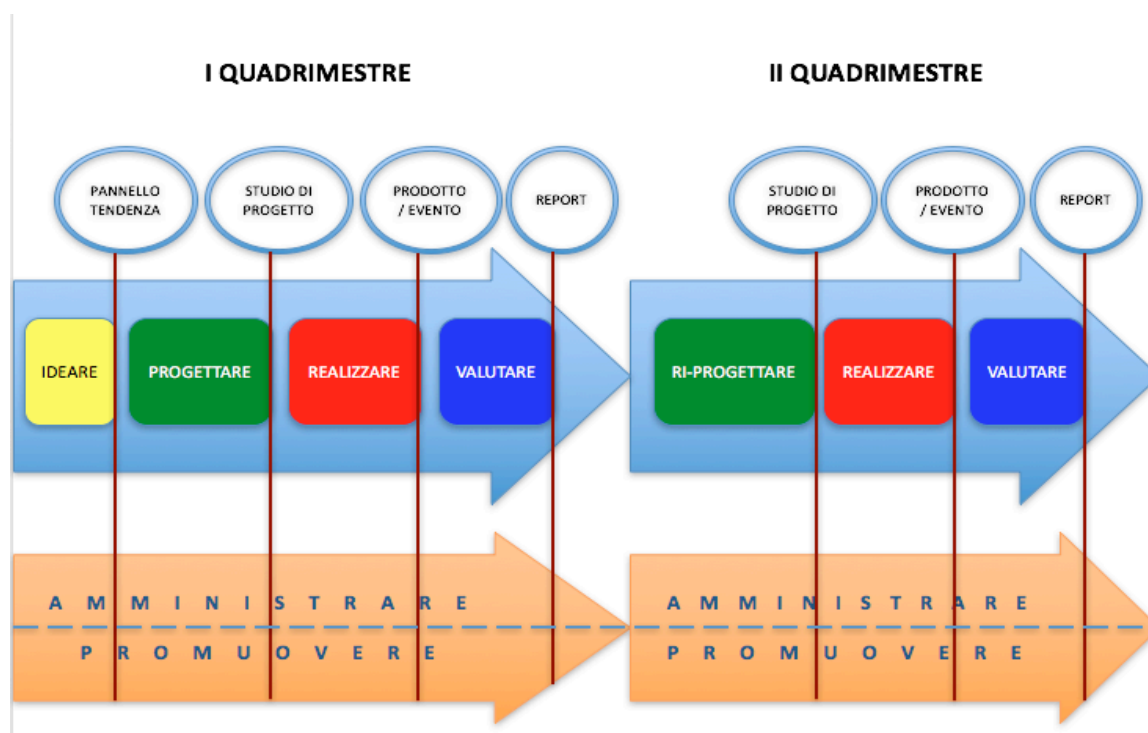 I QUADRIMESTRE
II QUADRIMESTRE
PANNELLO
TENDENZA
STUDIO DI
PROGETTO
PRODOTTO
/ EVENTO
REPORT
STUDIO DI
PROGETTO
PRODOTTO
/ EVENTO
REPORT
IDEARE
PROGETTARE
REALIZZARE
VALUTARE
RI-PROGETTARE
REALIZZARE
VALUTARE
A M M I N I S T R A R E
P R O M U O V E R E
A M M I N I S T R A R E
P R O M U O V E R E